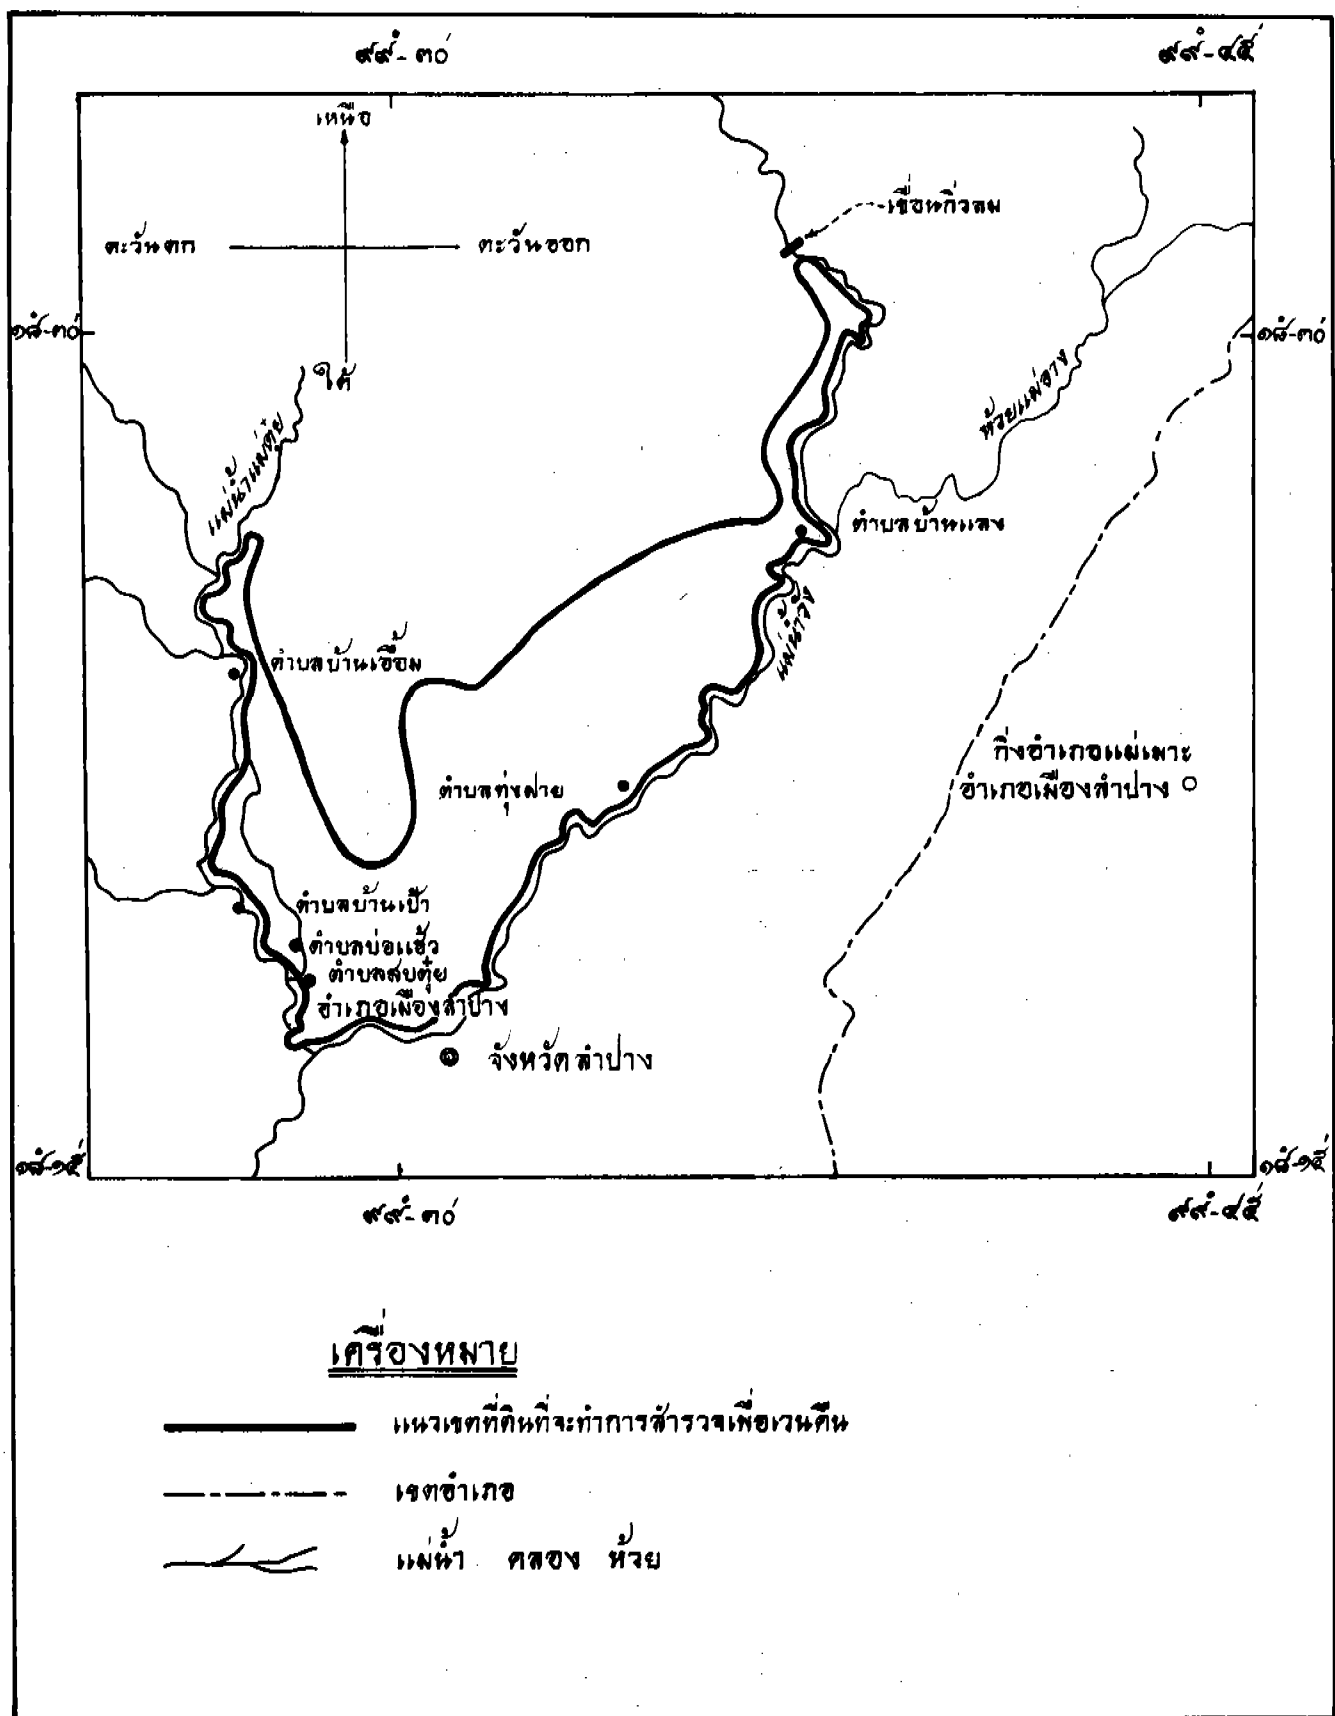 ๙๙°-๓๐'
๙๙°-๔๕'
เหนือ
เขื่อนกิ่วลม
ตะวันตก
ตะวันออก
๑๘°-๓๐'
๑๘°-๓๐'
ใต้
ห้วยแม่อาง
แม่น้ำแม่ตุ๋ย
ตำบลบ้านแลง
แม่น้ำวัง
ตำบลบ้านเอื้อม
กิ่งอำเภอแม่เมาะ
อำเภอเมืองลำปาง
ตำบลทุ่งฝาย
ตำบลบ้านเป้า
ตำบลบ่อแฮ้ว
ตำบลสบตุ๋ย
อำเภอเมืองลำปาง
จังหวัดลำปาง
๑๘°-๑๕'
๑๘°-๑๕'
๙๙°-๓๐'
๙๙°-๔๕'
เครื่องหมาย
แนวเขตที่ดินที่จะทำการสำรวจเพื่อเวนคืน
เขตอำเภอ
แม่น้ำ คลอง ห้วย